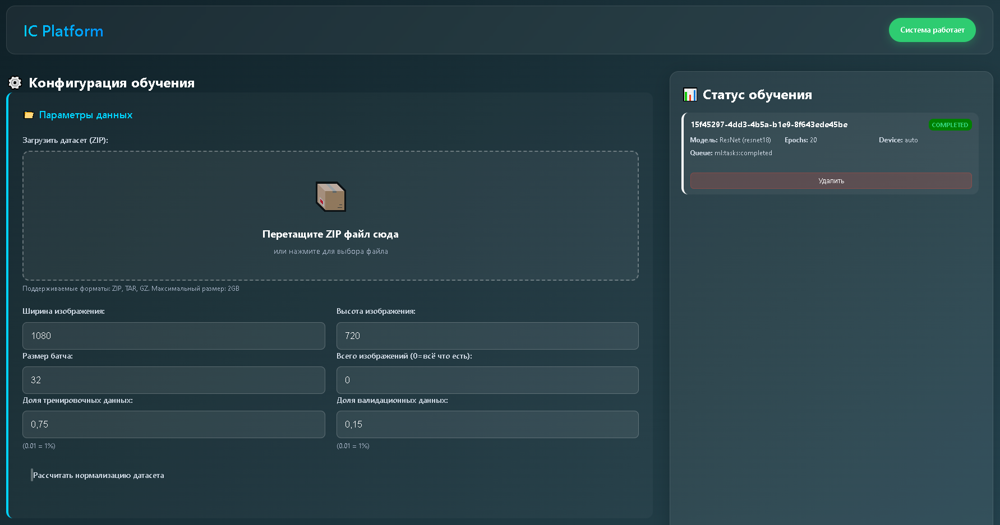 IC Platform
Система работает
Конфигурация обучения
Параметры данных
Загрузить датасет (ZIP):
Перетащите ZIP файл сюда
или нажмите для выбора файла
Поддерживаемые форматы: ZIP, TAR, GZ. Максимальный размер: 2GB
Ширина изображения:
Высота изображения:
1080
720
Размер батча:
Всего изображений (0=всё что есть):
32
0
Доля тренировочных данных:
Доля валидационных данных:
0,75
0,15
(0.01 = 1%)
(0.01 = 1%)
Рассчитать нормализацию датасета
Статус обучения
15f45297-4dd3-4b5a-b1e9-8f643ede45be
COMPLETED
Модель: ResNet (resnet18)
Epochs: 20
Device: auto
Queue: ml:tasks:completed
Удалить